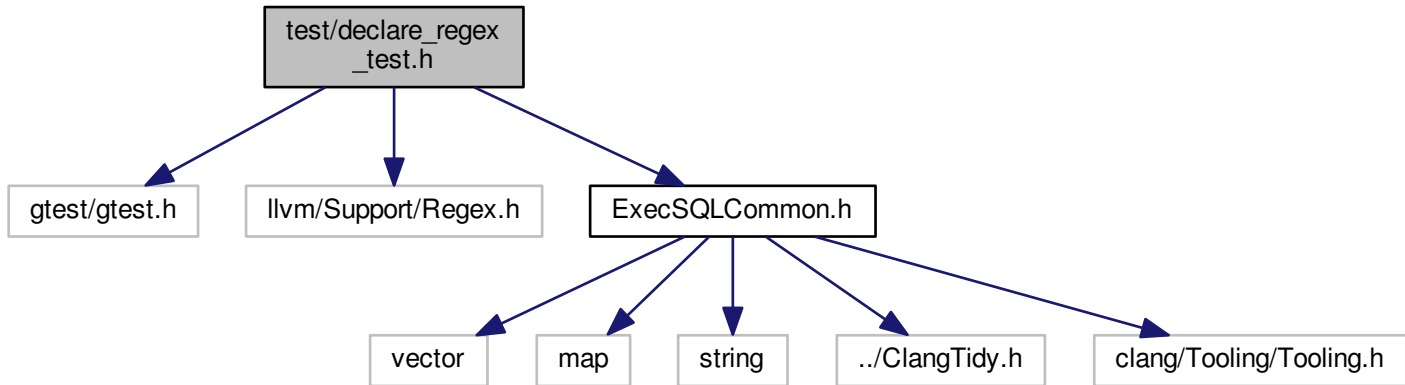 test/declare_regex
_test.h
gtest/gtest.h
llvm/Support/Regex.h
ExecSQLCommon.h
vector
map
string
../ClangTidy.h
clang/Tooling/Tooling.h